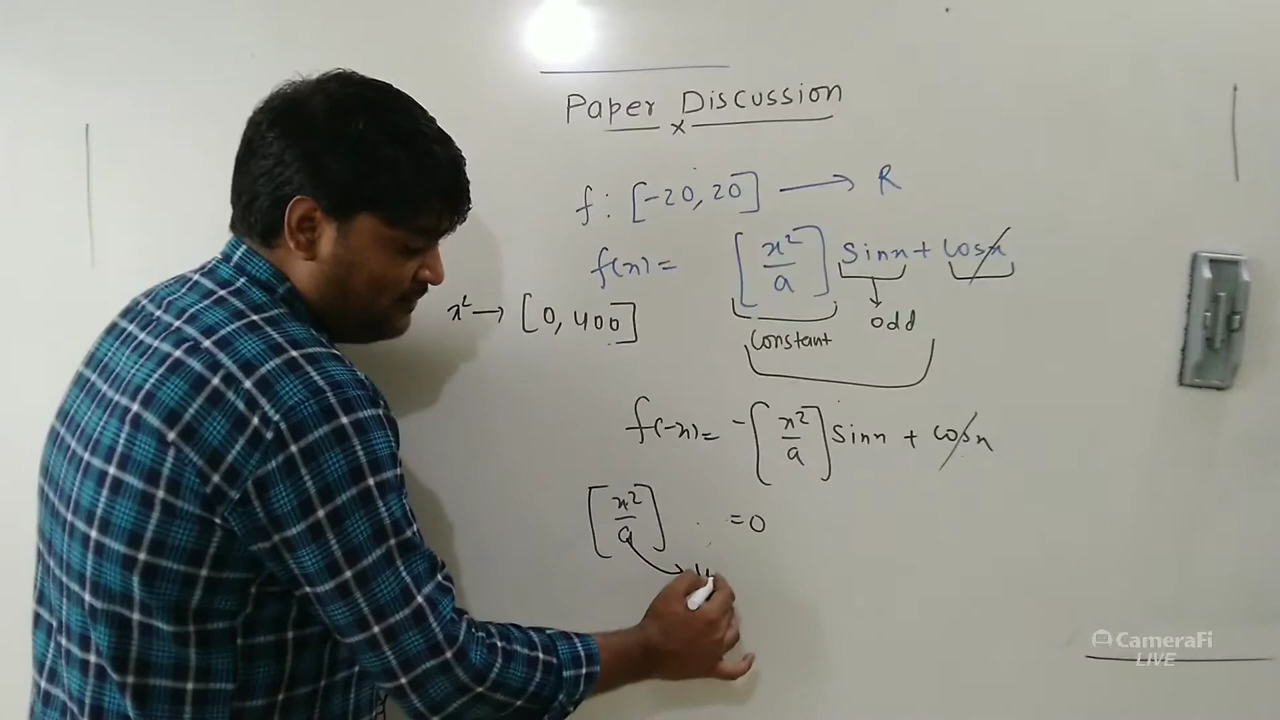 Paper Discussion
x
f : [-20, 20] ⟶ R
f(x) = [x²/a] sinx + cosx
x² → [0, 400]
odd
constant
f(-x) = -[x²/a] sinx + cosx
[x²/a] = 0
CameraFi
LIVE